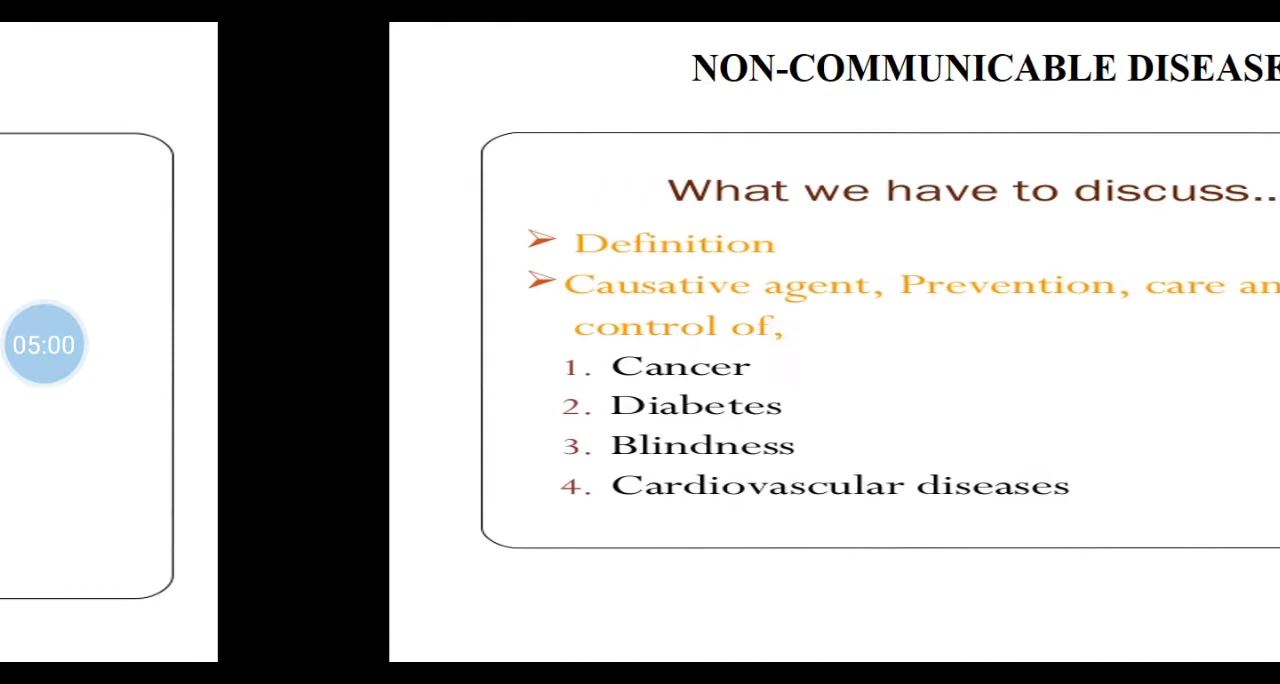 NON-COMMUNICABLE DISEASE
What we have to discuss..
➢ Definition
➢ Causative agent, Prevention, care an
control of,
1. Cancer
2. Diabetes
3. Blindness
4. Cardiovascular diseases
05:00